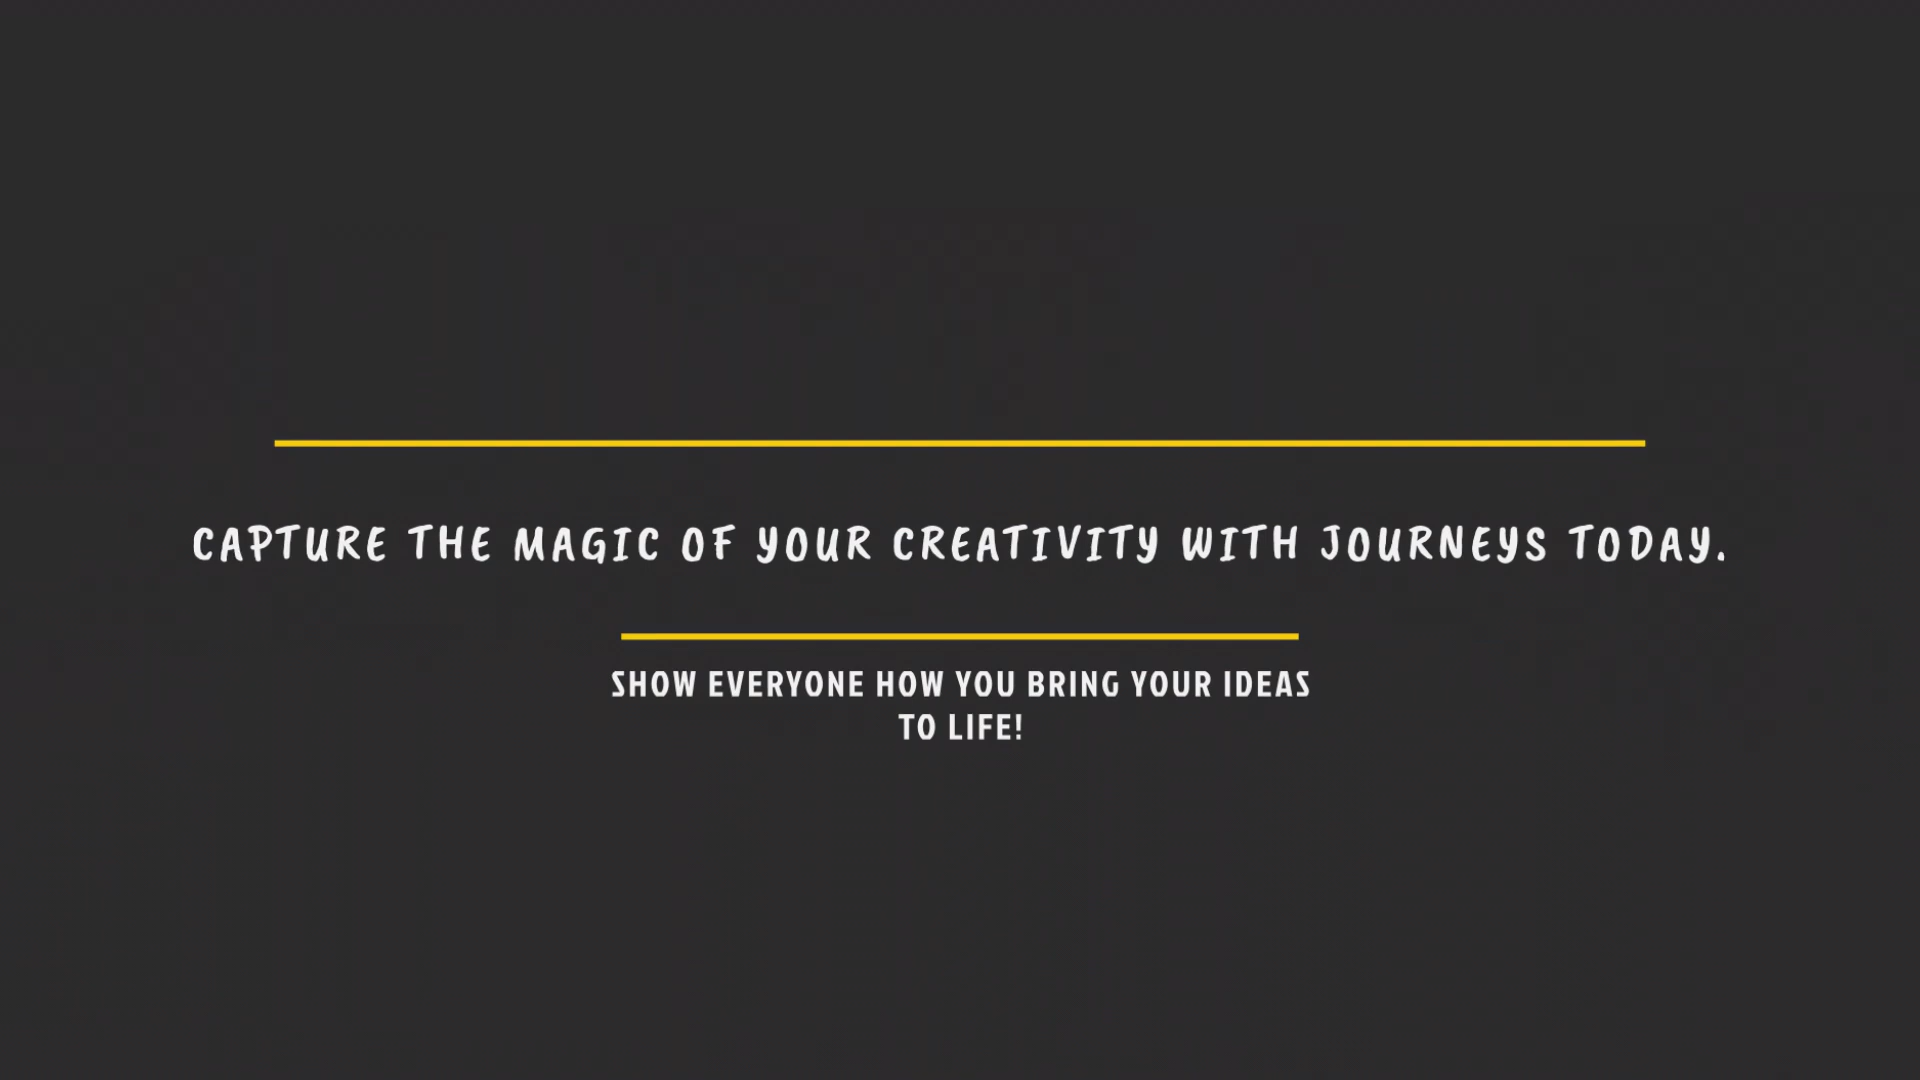 CAPTURE THE MAGIC OF YOUR CREATIVITY WITH JOURNEYS TODAY.
SHOW EVERYONE HOW YOU BRING YOUR IDEAS
TO LIFE!